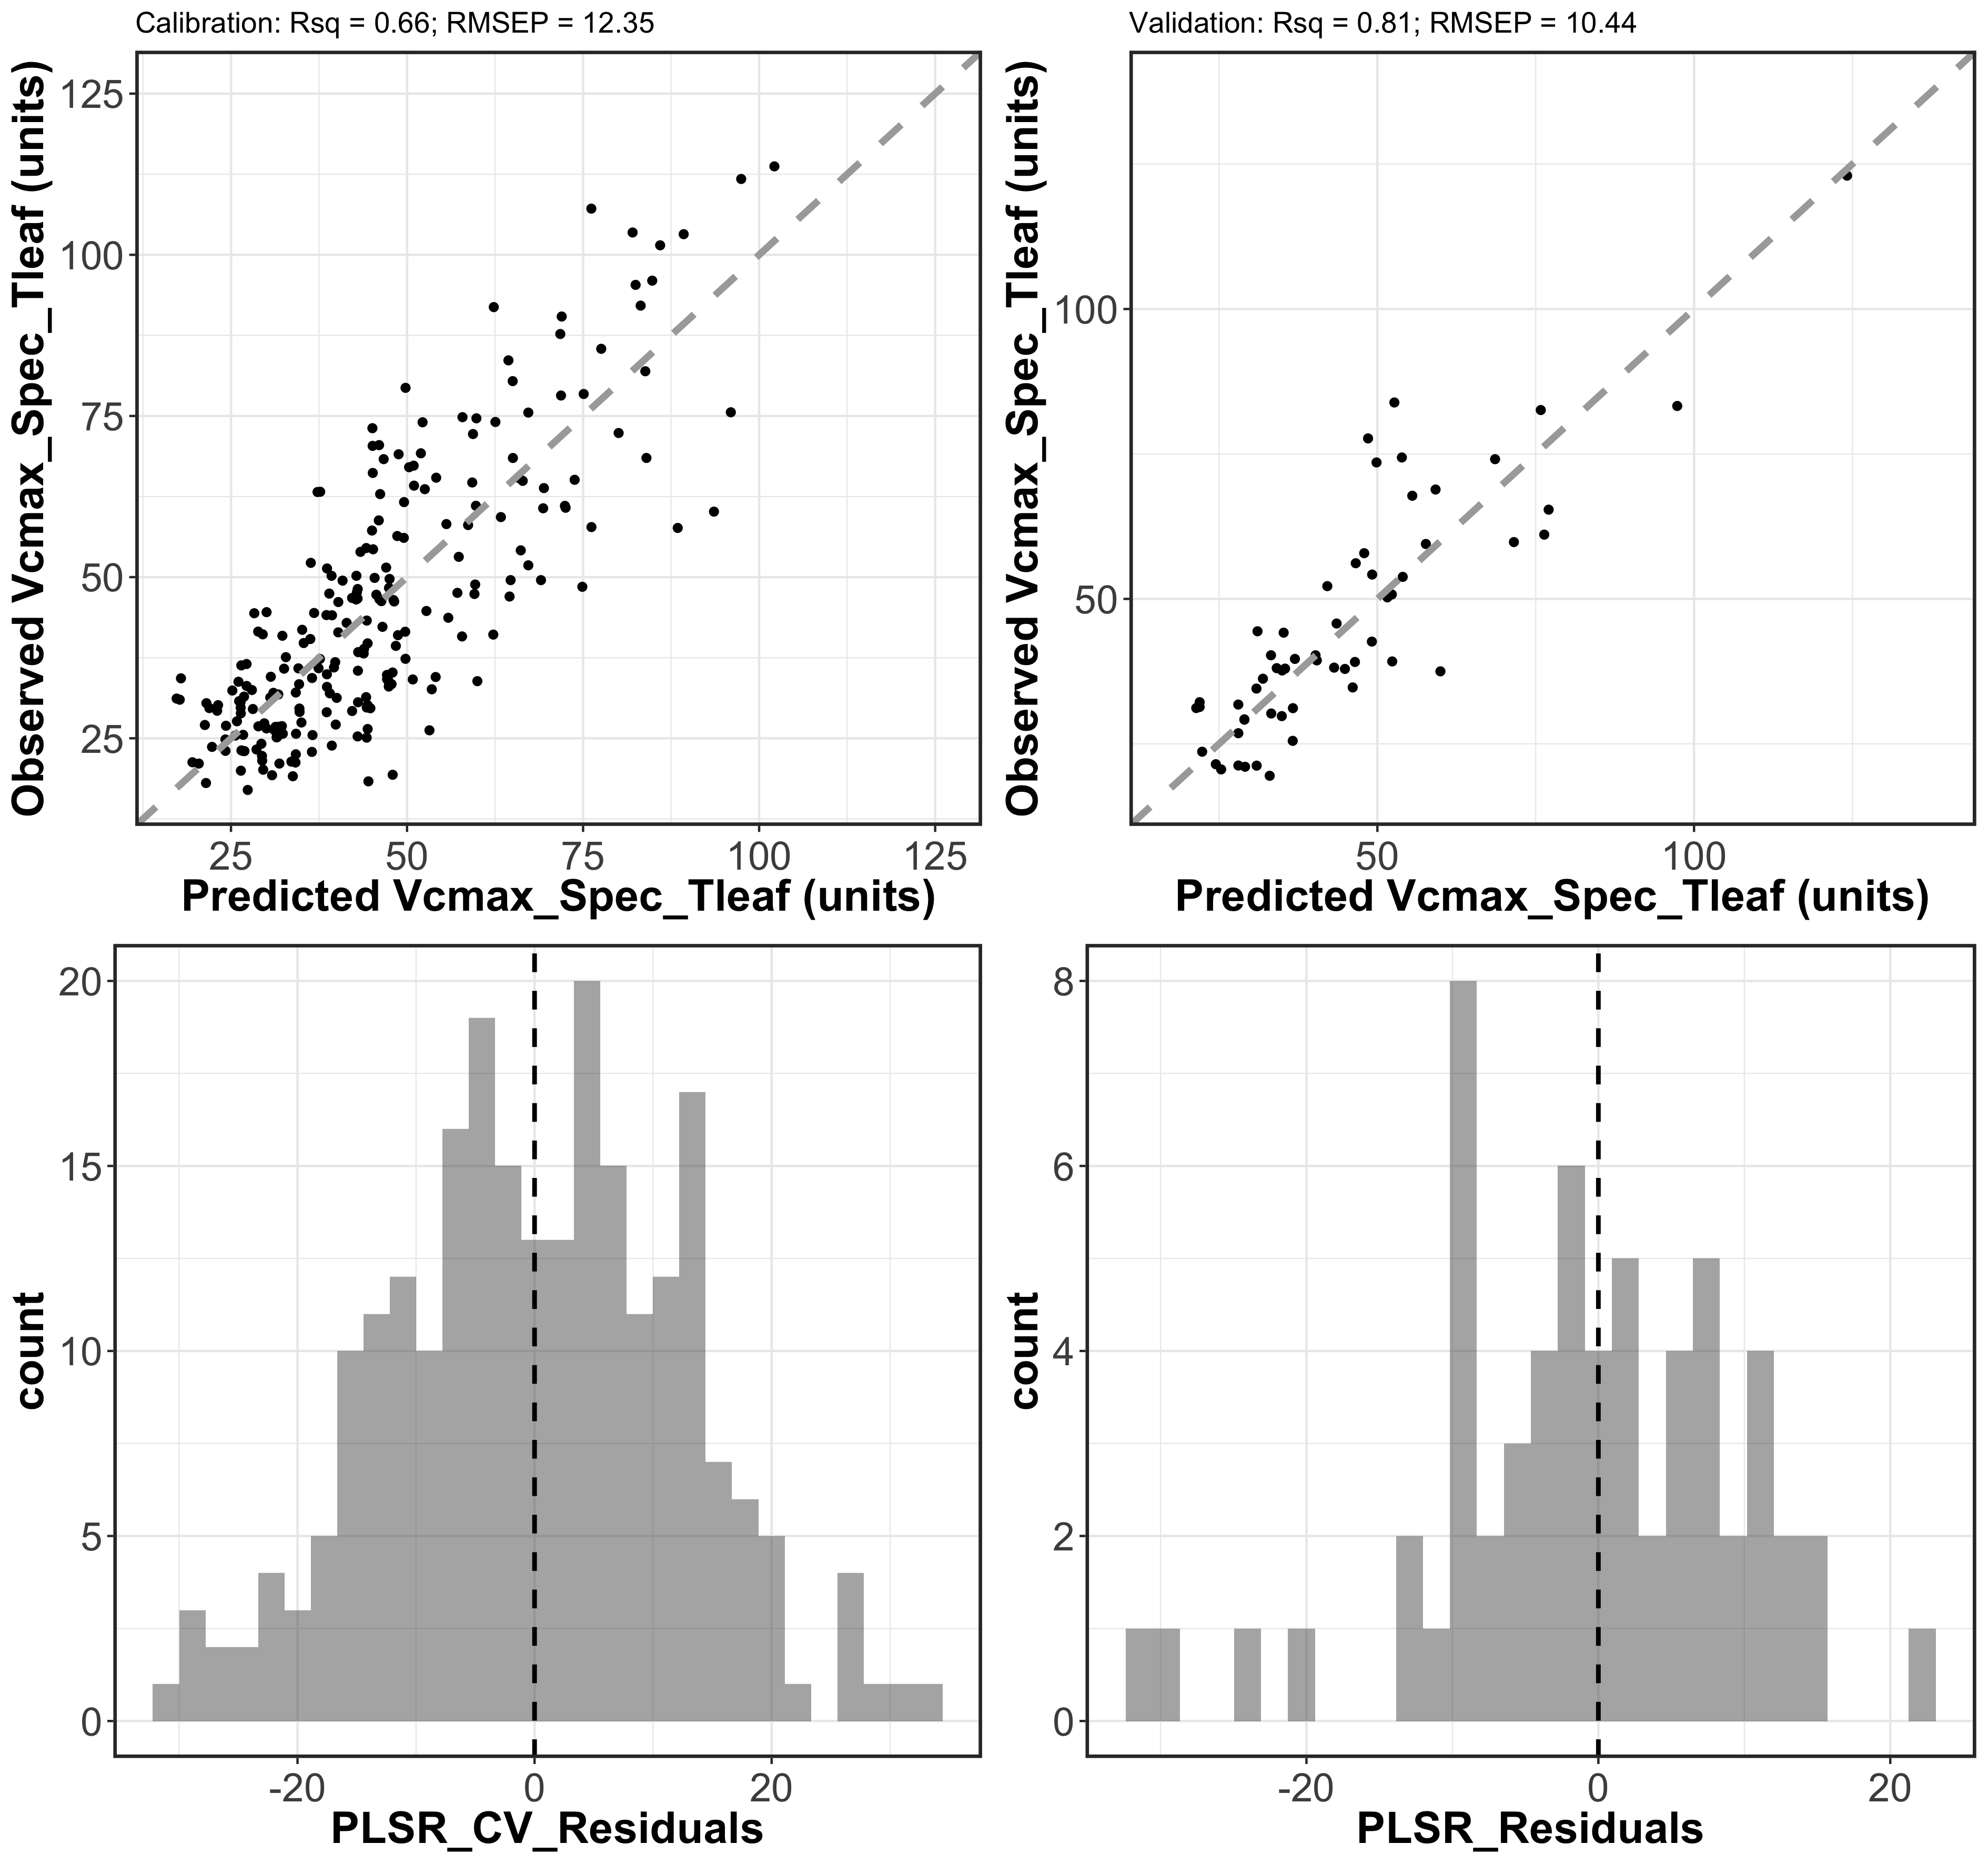 Calibration: Rsq = 0.66; RMSEP = 12.35
Observed Vcmax_Spec_Tleaf (units)
125
100
75
50
25
25 50 75 100 125
Predicted Vcmax_Spec_Tleaf (units)
Validation: Rsq = 0.81; RMSEP = 10.44
Observed Vcmax_Spec_Tleaf (units)
100
50
50 100
Predicted Vcmax_Spec_Tleaf (units)
count
20
15
10
5
0
-20 0 20
PLSR_CV_Residuals
count
8
6
4
2
0
-20 0 20
PLSR_Residuals